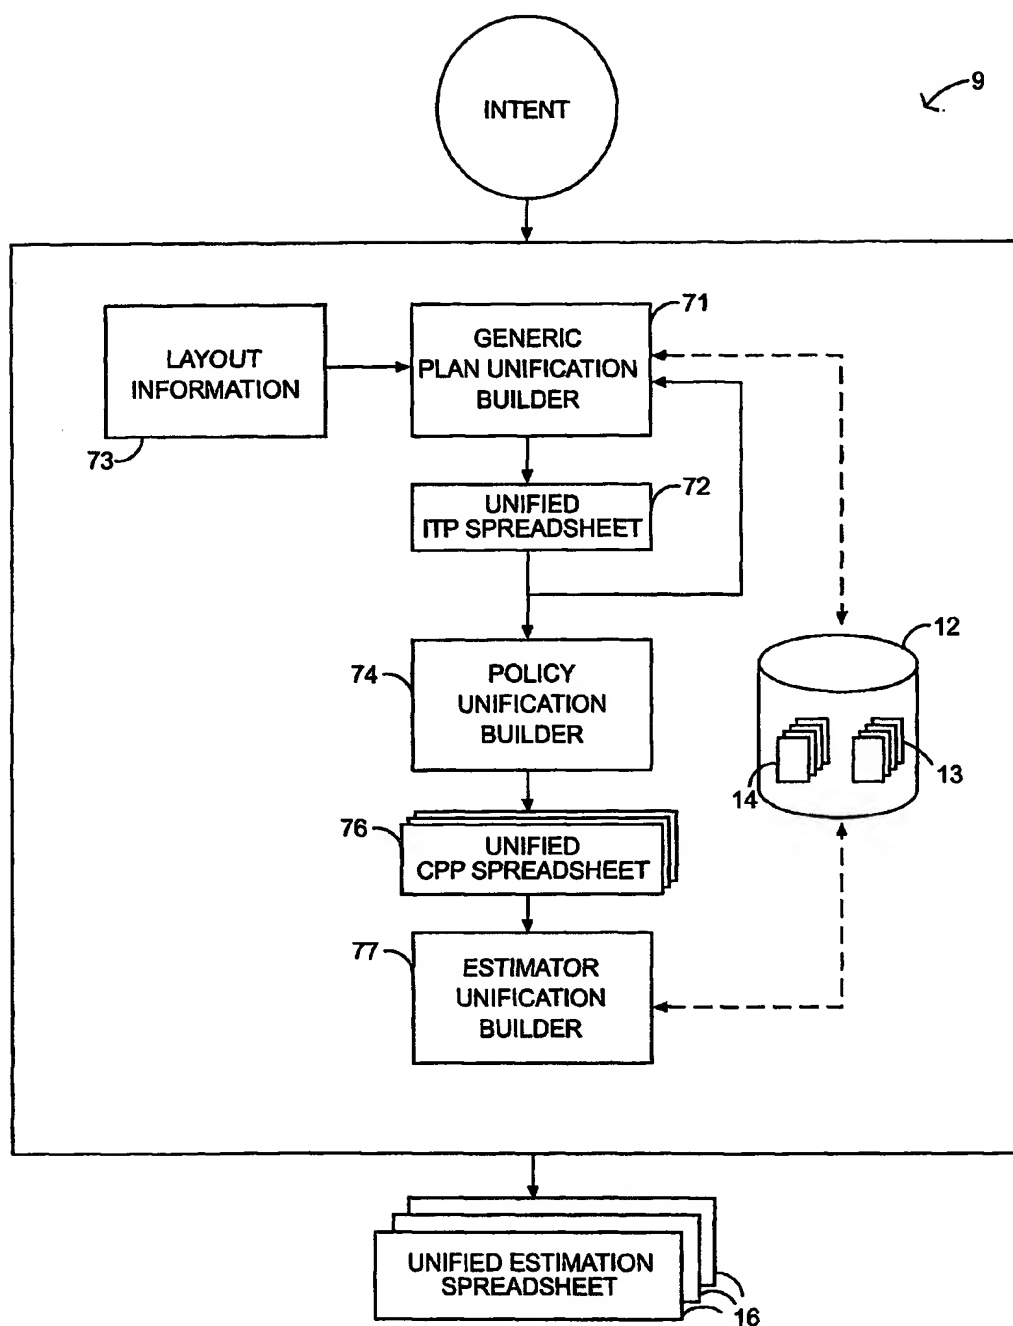 INTENT
9
71
GENERIC
PLAN UNIFICATION
BUILDER
LAYOUT
INFORMATION
73
72
UNIFIED
ITP SPREADSHEET
12
74
POLICY
UNIFICATION
BUILDER
14
13
76
UNIFIED
CPP SPREADSHEET
77
ESTIMATOR
UNIFICATION
BUILDER
UNIFIED ESTIMATION
SPREADSHEET
16